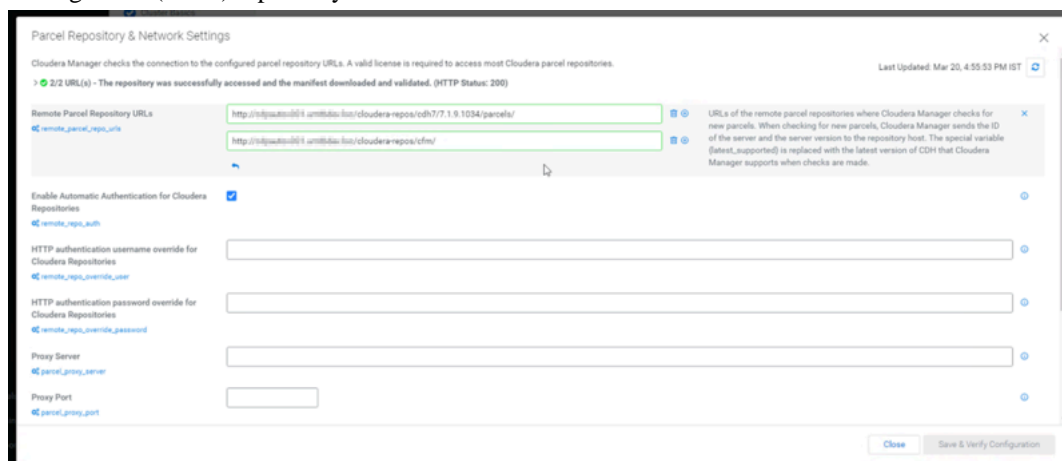 Cluster Basics
Parcel Repository & Network Settings
Cloudera Manager checks the connection to the configured parcel repository URLs. A valid license is required to access most Cloudera parcel repositories.
Last Updated: Mar 20, 4:55:53 PM IST
2/2 URL(s) - The repository was successfully accessed and the manifest downloaded and validated. (HTTP Status: 200)
Remote Parcel Repository URLs
remote_parcel_repo_urls
http:// /cloudera-repos/cdh7/7.1.9.1034/parcels/
http:// /cloudera-repos/cfm/
URLs of the remote parcel repositories where Cloudera Manager checks for
new parcels. When checking for new parcels, Cloudera Manager sends the ID
of the server and the server version to the repository host. The special variable
{latest_supported} is replaced with the latest version of CDH that Cloudera
Manager supports when checks are made.
Enable Automatic Authentication for Cloudera
Repositories
remote_repo_auth
HTTP authentication username override for
Cloudera Repositories
remote_repo_override_user
HTTP authentication password override for
Cloudera Repositories
remote_repo_override_password
Proxy Server
parcel_proxy_server
Proxy Port
parcel_proxy_port
Close
Save & Verify Configuration